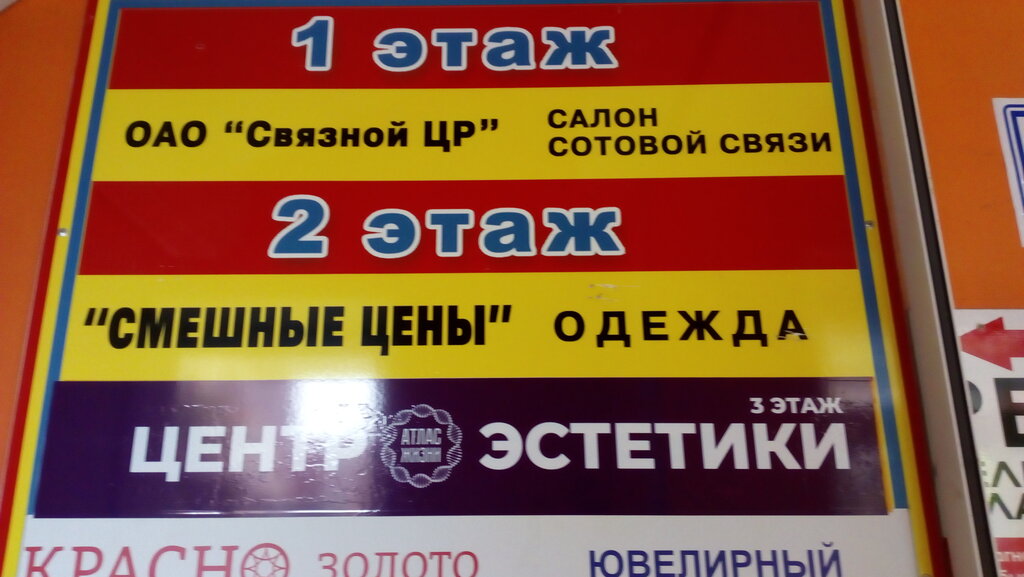 1 этаж
ОАО "Связной ЦР" САЛОН
СОТОВОЙ СВЯЗИ
2 этаж
"СМЕШНЫЕ ЦЕНЫ" ОДЕЖДА
3 ЭТАЖ
ЦЕНТР АТЛАС ЖИЗНИ ЭСТЕТИКИ
КРАСНО ЗОЛОТО ЮВЕЛИРНЫЙ